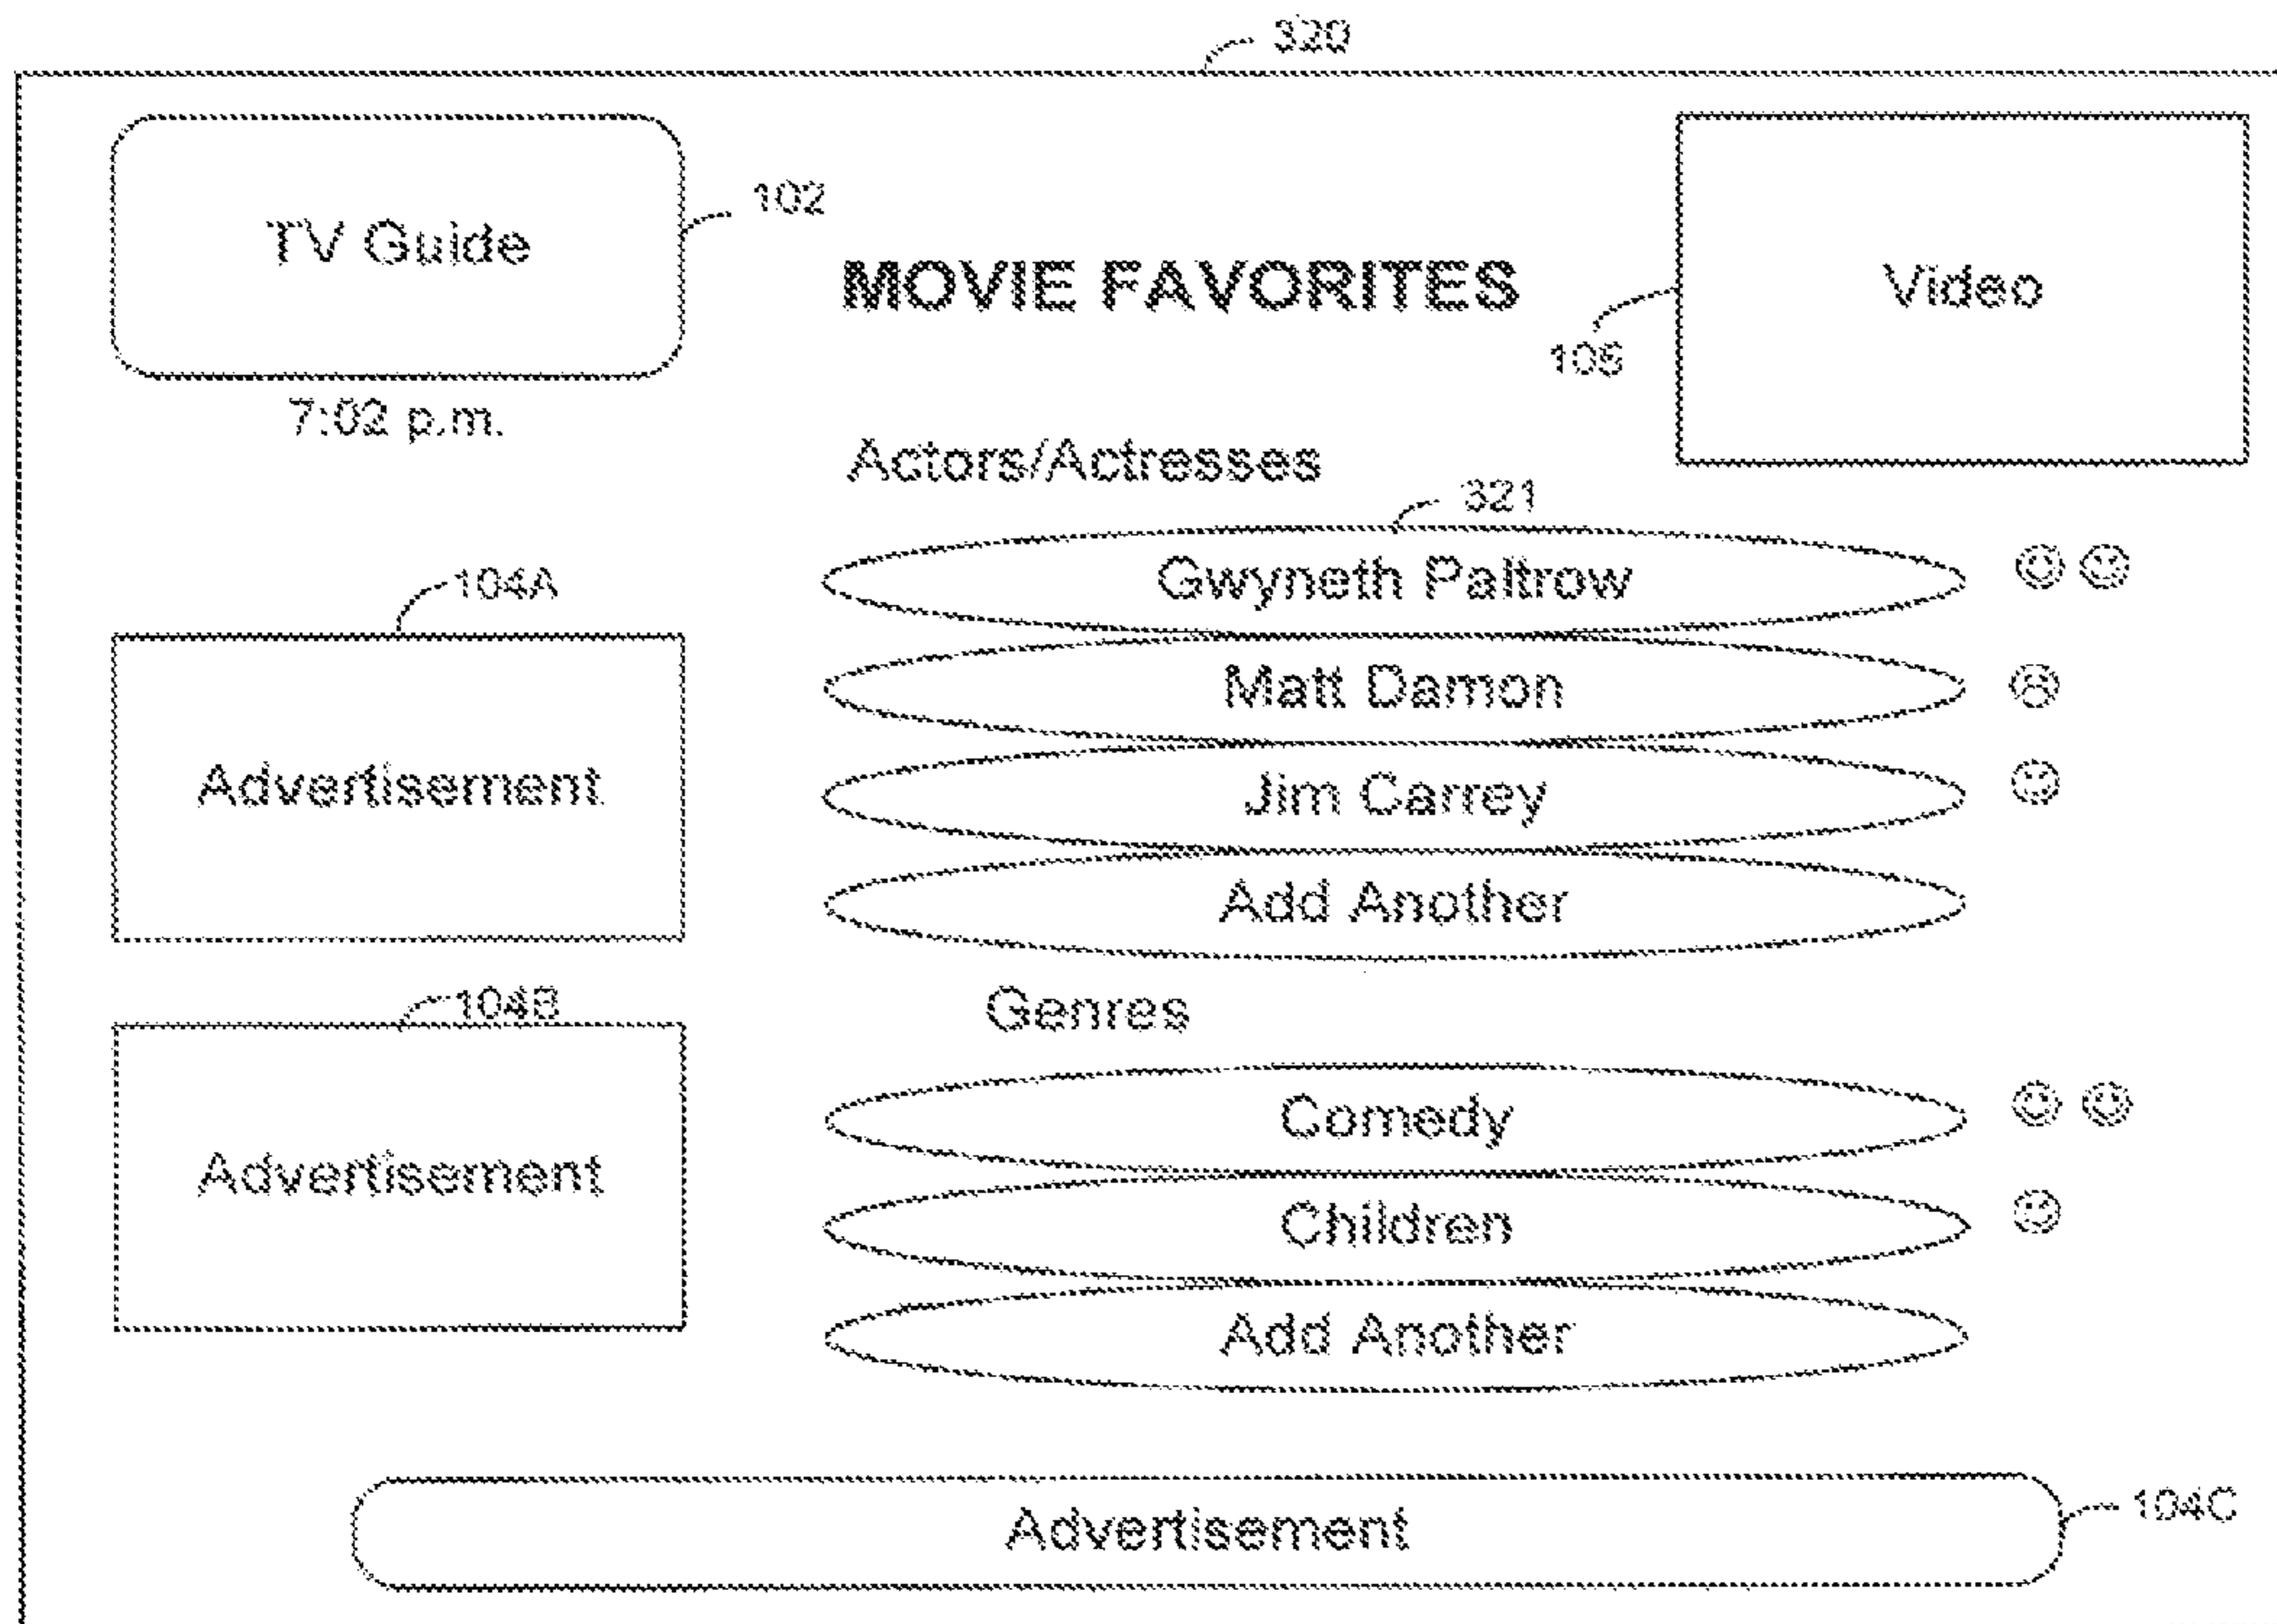 320
TV Guide
102
MOVIE FAVORITES
Video
7:02 p.m.
Actors/Actresses
321
Gwyneth Paltrow
104A
Matt Damon
Advertisement
Jim Carrey
Add Another
104B
Genres
Comedy
Advertisement
Children
Add Another
104C
Advertisement